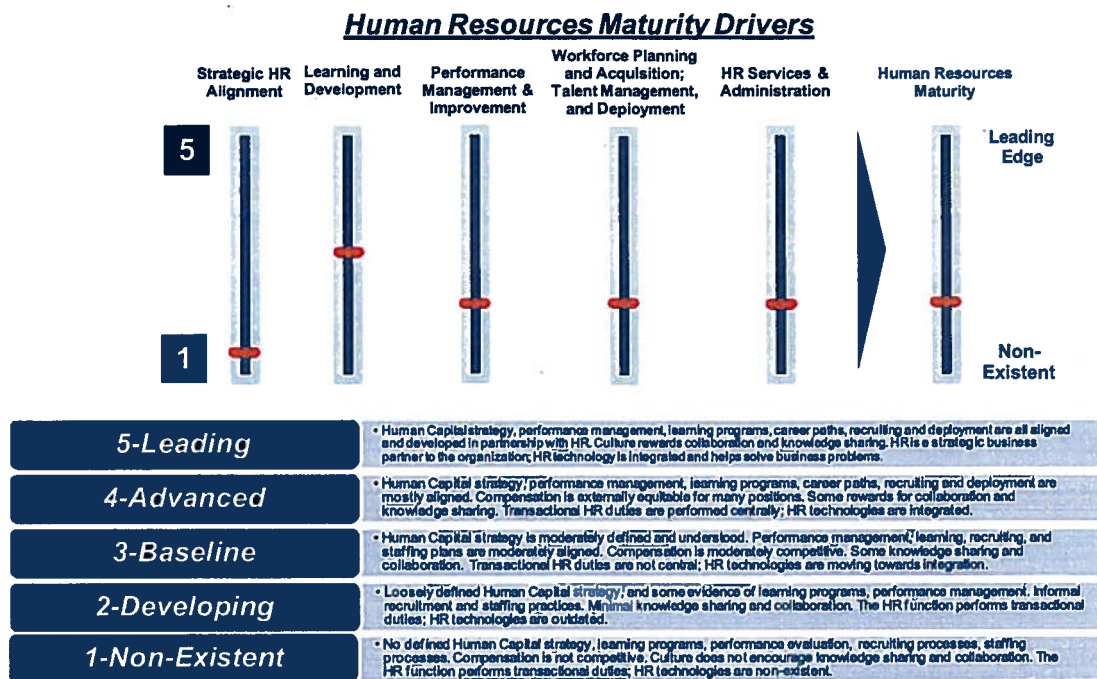 Human Resources Maturity Drivers
Strategic HR
Alignment
Learning and
Development
Performance
Management &
Improvement
Workforce Planning
and Acquisition;
Talent Management,
and Deployment
HR Services &
Administration
Human Resources
Maturity
5
Leading
Edge
1
Non-
Existent
5-Leading
• Human Capital strategy, performance management, learning programs, career paths, recruiting and deployment are all aligned
and developed in partnership with HR. Culture rewards collaboration and knowledge sharing. HR is a strategic business
partner to the organization; HR technology is integrated and helps solve business problems.
4-Advanced
• Human Capital strategy, performance management, learning programs, career paths, recruiting and deployment are
mostly aligned. Compensation is externally equitable for many positions. Some rewards for collaboration and
knowledge sharing. Transactional HR duties are performed centrally; HR technologies are integrated.
3-Baseline
• Human Capital strategy is moderately defined and understood. Performance management, learning, recruiting, and
staffing plans are moderately aligned. Compensation is moderately competitive. Some knowledge sharing and
collaboration. Transactional HR duties are not central; HR technologies are moving towards integration.
2-Developing
• Loosely defined Human Capital strategy, and some evidence of learning programs, performance management. Informal
recruitment and staffing practices. Minimal knowledge sharing and collaboration. The HR function performs transactional
duties; HR technologies are outdated.
1-Non-Existent
• No defined Human Capital strategy, learning programs, performance evaluation, recruiting processes, staffing
processes. Compensation is not competitive. Culture does not encourage knowledge sharing and collaboration. The
HR function performs transactional duties; HR technologies are non-existent.